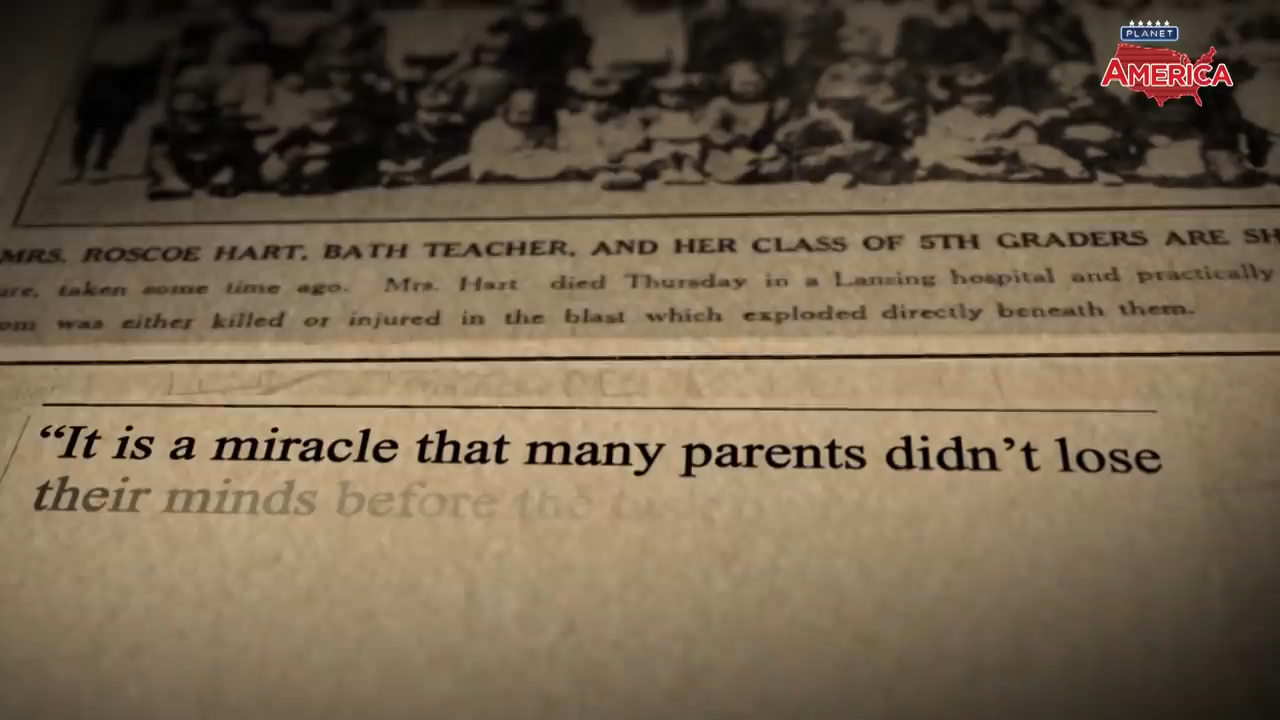 PLANET
AMERICA
MRS. ROSCOE HART, BATH TEACHER, AND HER CLASS OF 5TH GRADERS ARE SH
ure, taken some time ago. Mrs. Hart died Thursday in a Lansing hospital and practically
om was either killed or injured in the blast which exploded directly beneath them.
“It is a miracle that many parents didn’t lose
their minds before the